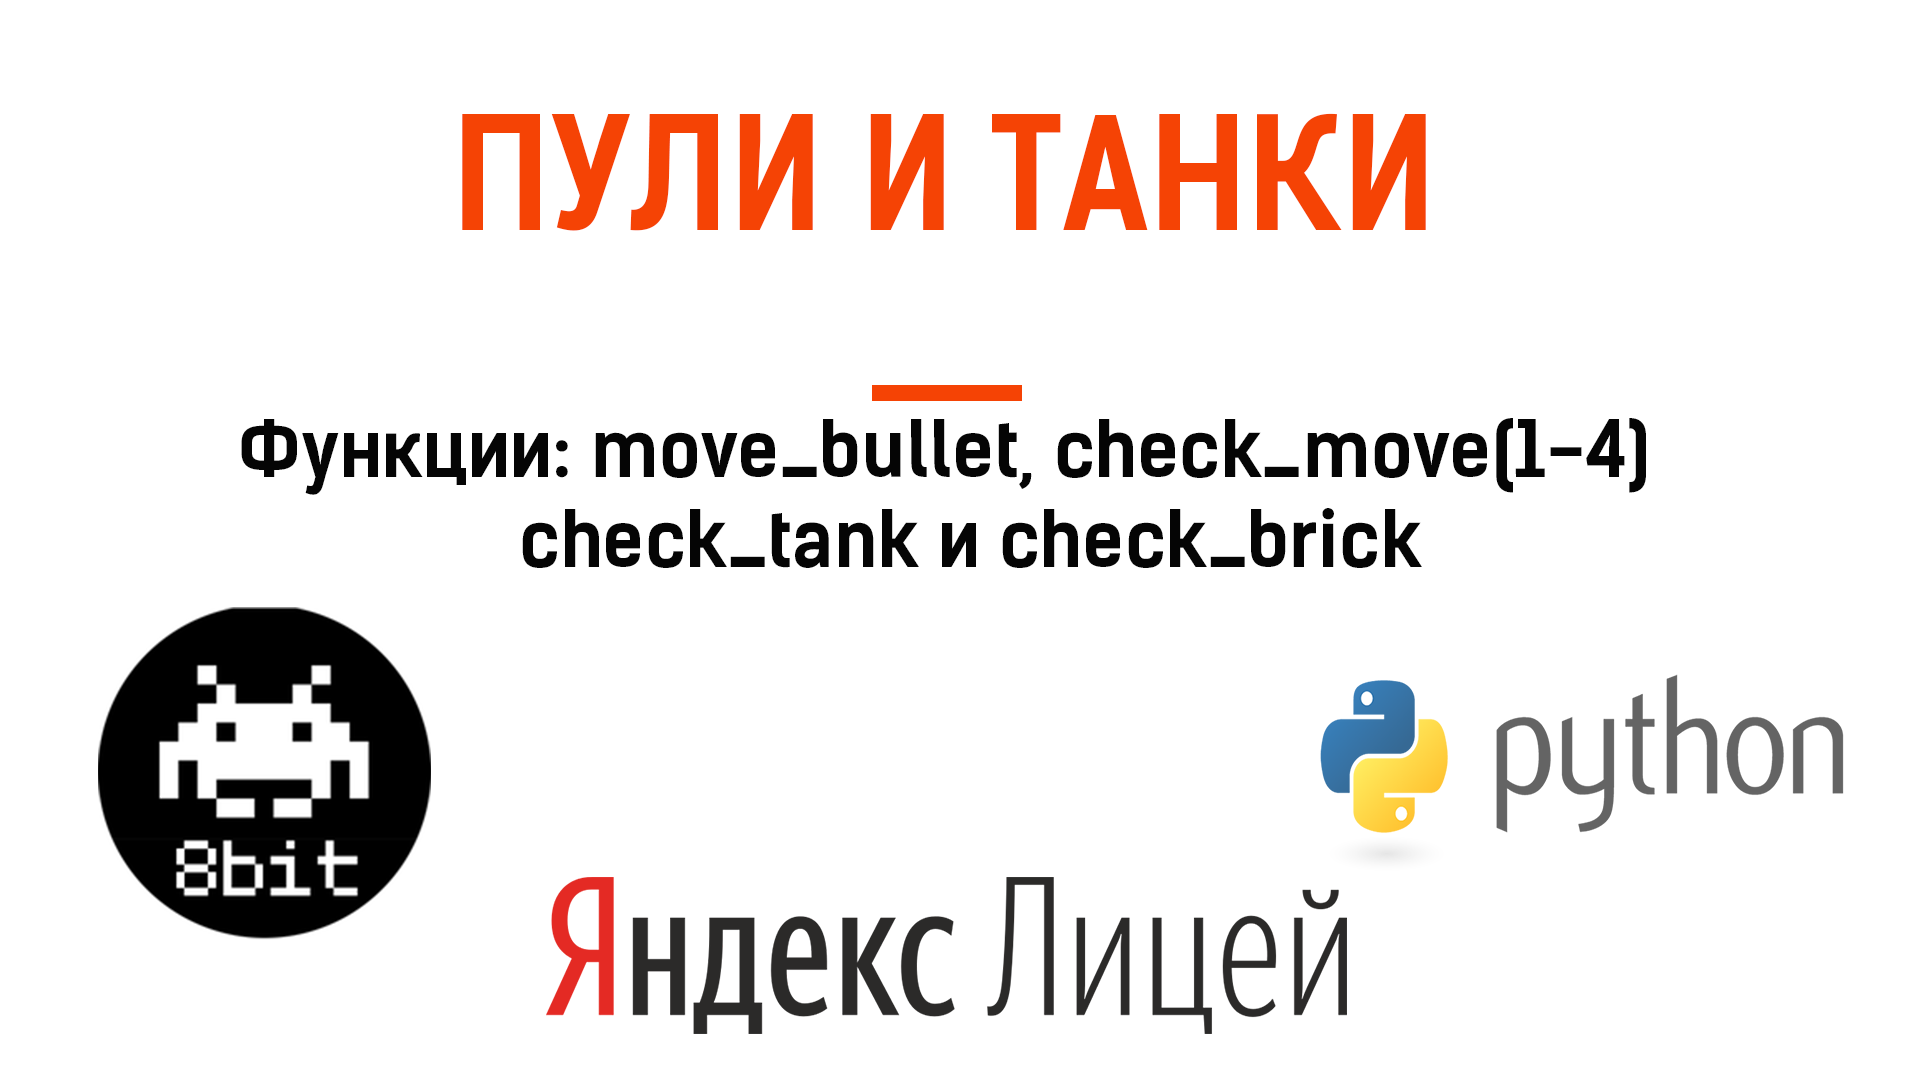 ПУЛИ И ТАНКИ
Функции: move_bullet, check_move(1-4)
check_tank и check_brick
8bit
python
Яндекс Лицей